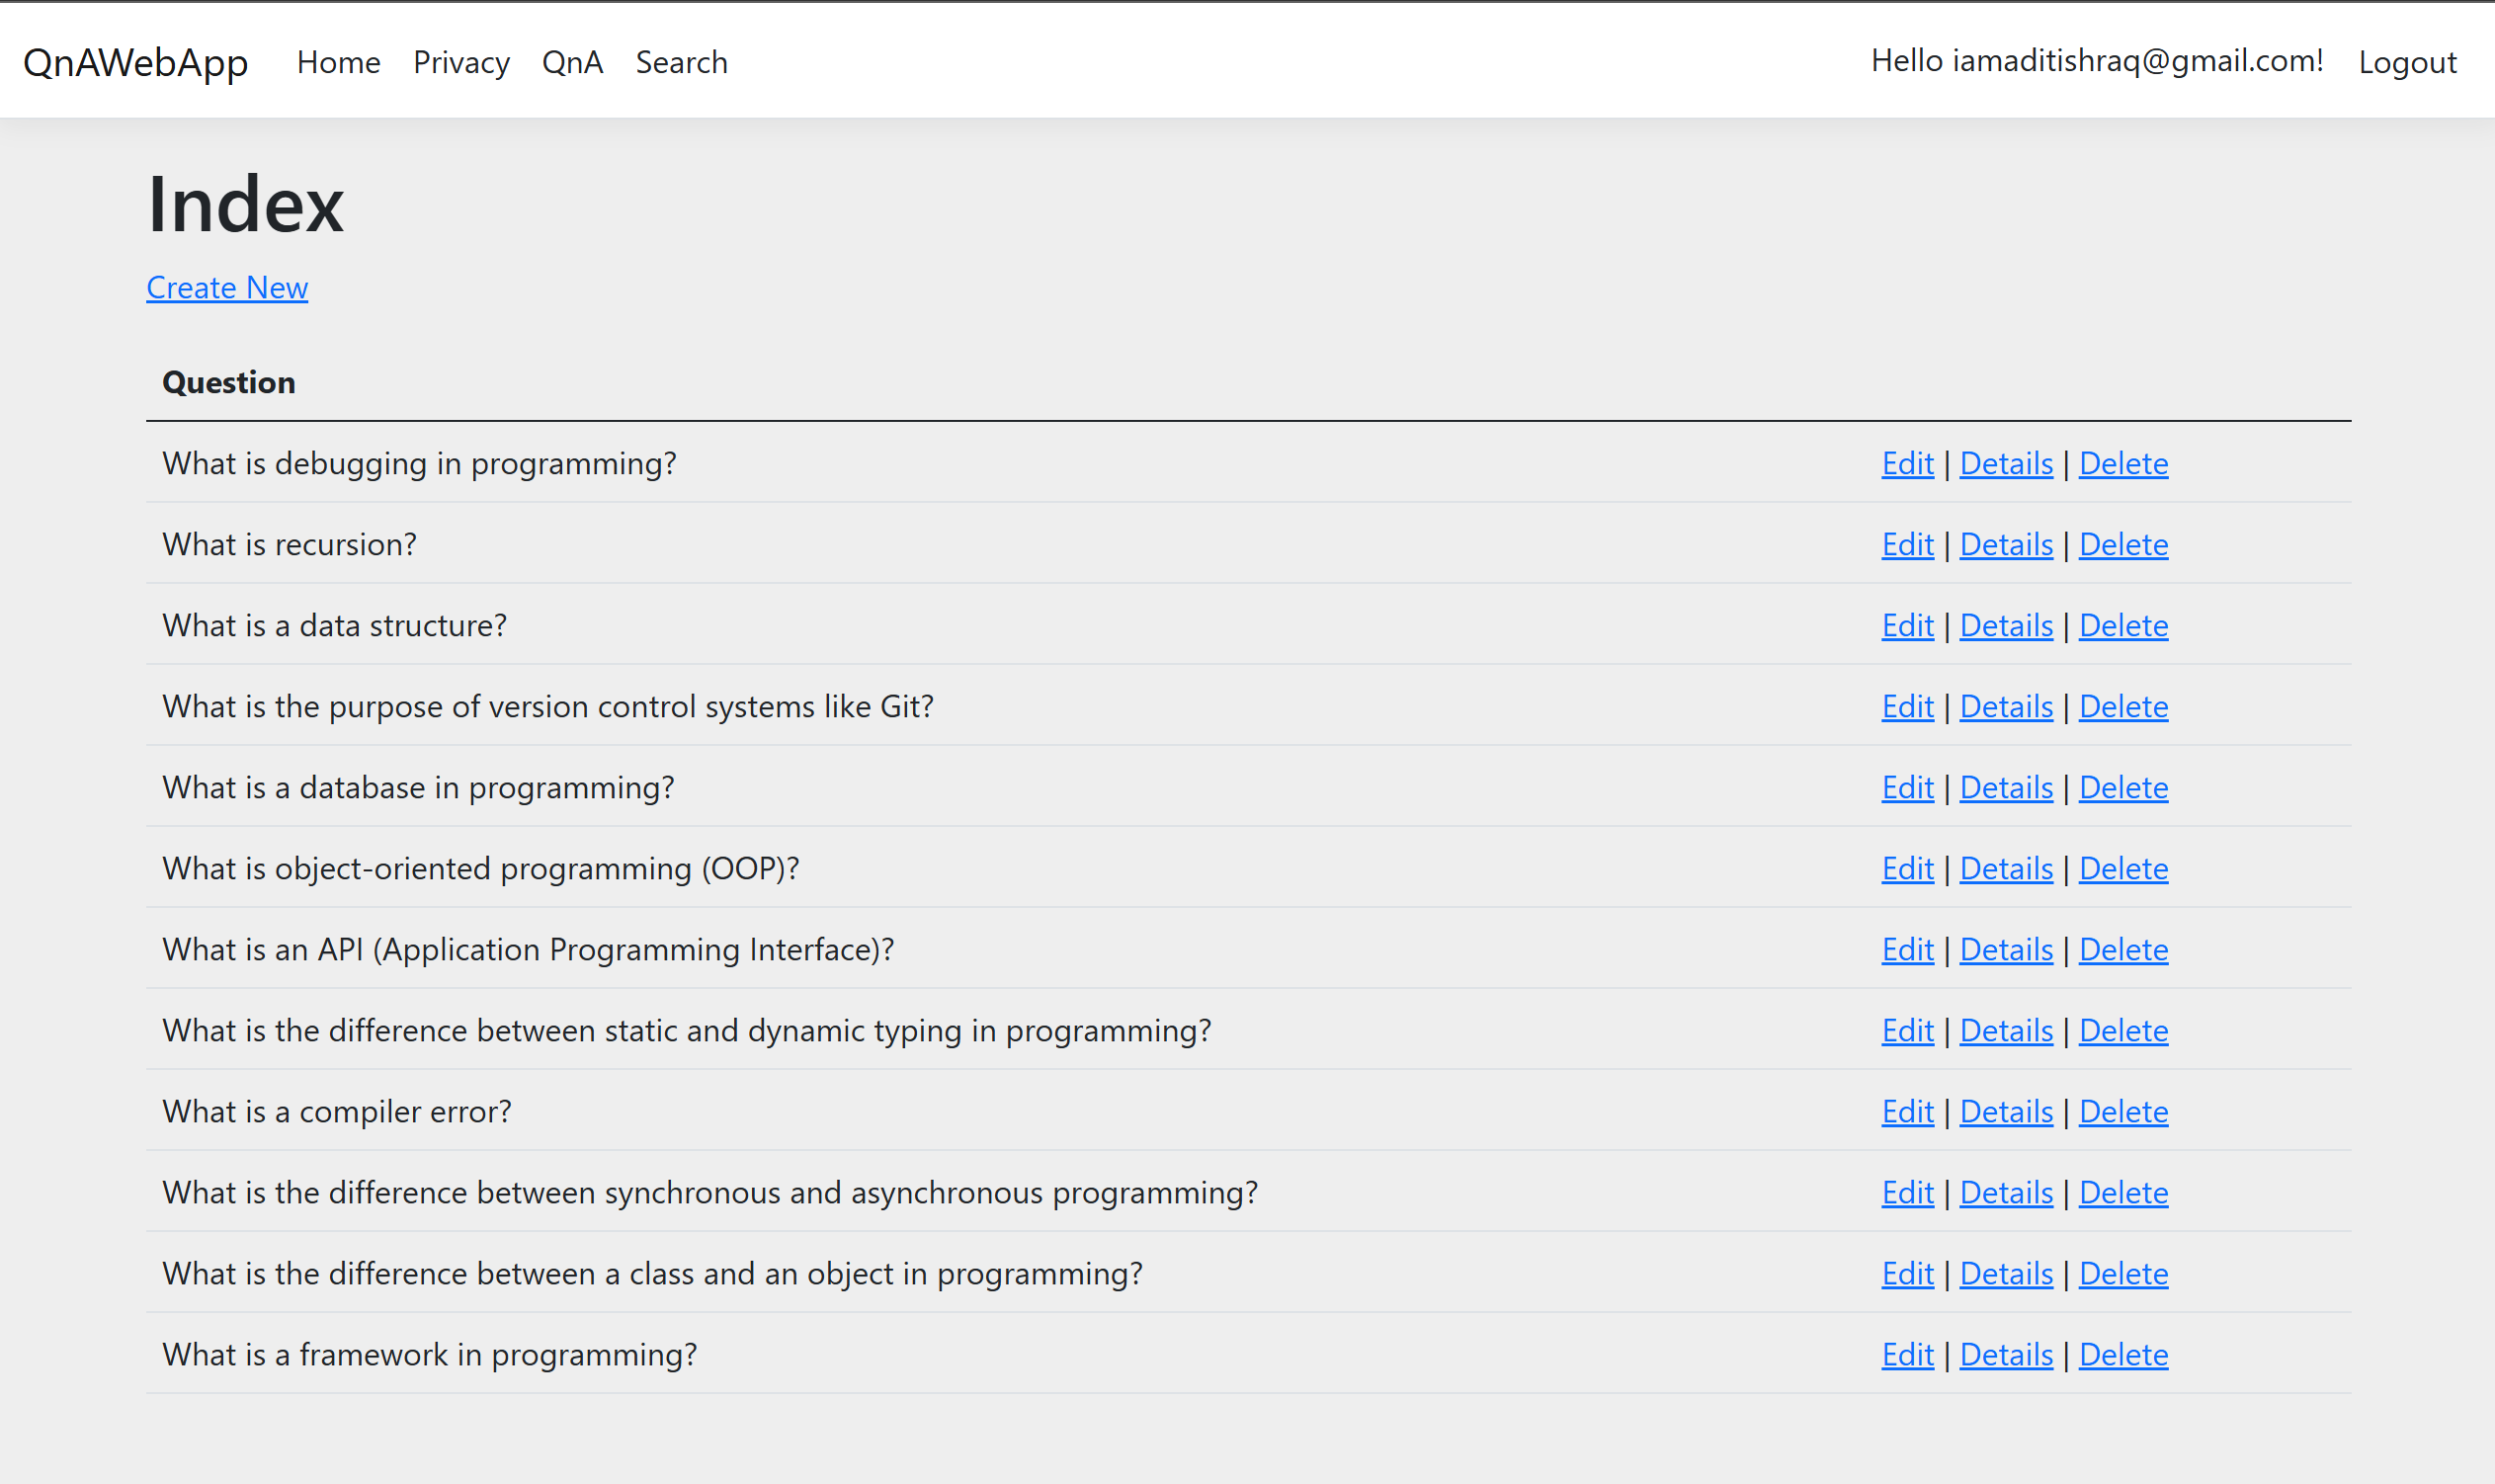 QnAWebApp Home Privacy QnA Search Hello iamaditishraq@gmail.com! Logout
Index
Create New
Question
What is debugging in programming? Edit | Details | Delete
What is recursion? Edit | Details | Delete
What is a data structure? Edit | Details | Delete
What is the purpose of version control systems like Git? Edit | Details | Delete
What is a database in programming? Edit | Details | Delete
What is object-oriented programming (OOP)? Edit | Details | Delete
What is an API (Application Programming Interface)? Edit | Details | Delete
What is the difference between static and dynamic typing in programming? Edit | Details | Delete
What is a compiler error? Edit | Details | Delete
What is the difference between synchronous and asynchronous programming? Edit | Details | Delete
What is the difference between a class and an object in programming? Edit | Details | Delete
What is a framework in programming? Edit | Details | Delete